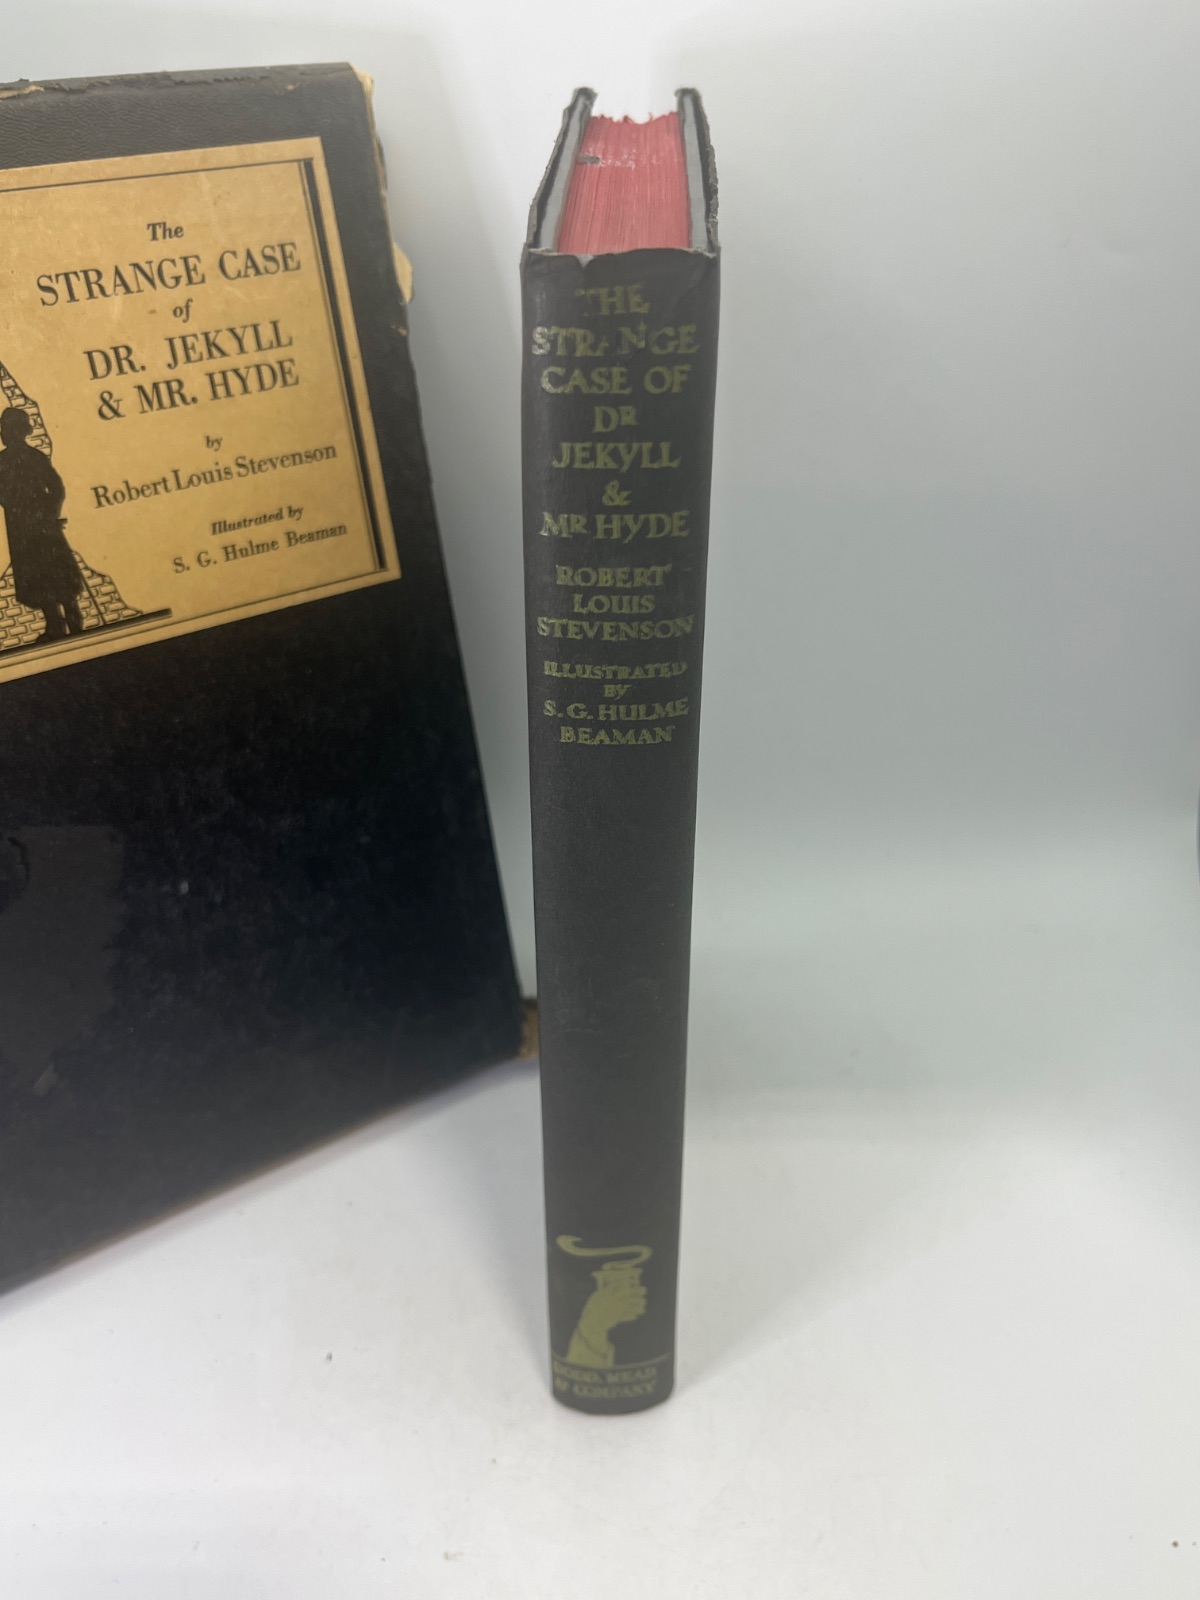 The
STRANGE CASE
of
DR. JEKYLL
& MR. HYDE
by
Robert Louis Stevenson
Illustrated by
S. G. Hulme Beaman
THE
STRANGE
CASE OF
DR
JEKYLL
&
MR HYDE
ROBERT
LOUIS
STEVENSON
ILLUSTRATED
BY
S. G. HULME
BEAMAN
DODD, MEAD
& COMPANY